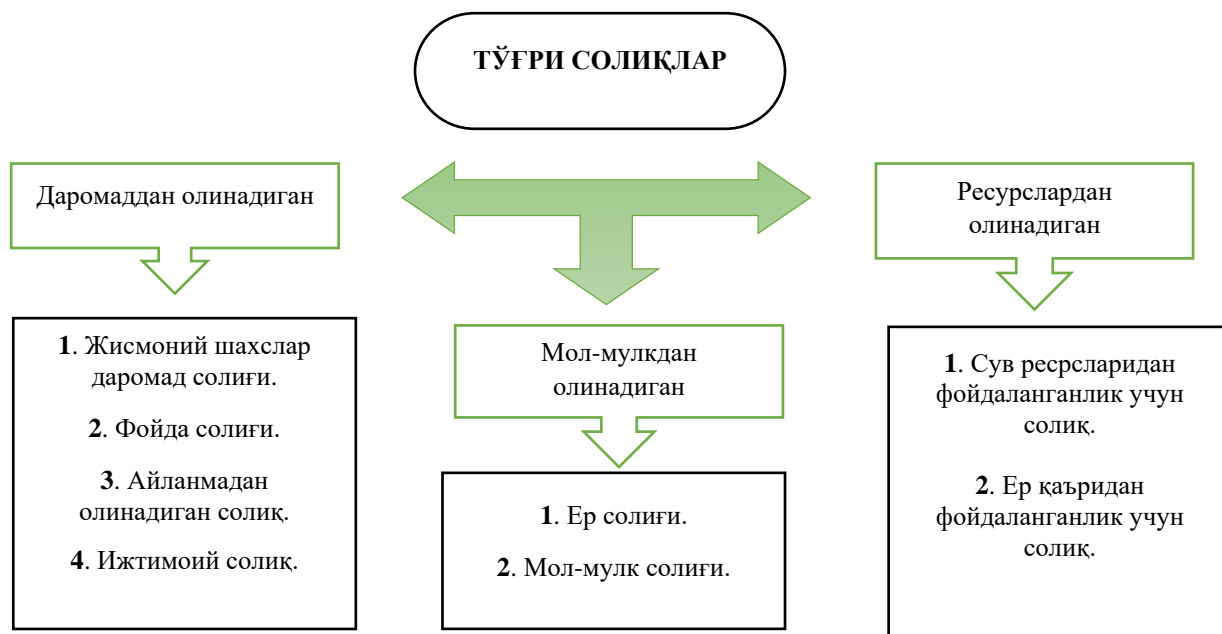 ТЎҒРИ СОЛИҚЛАР
Даромаддан олинадиган
1. Жисмоний шахслар
даромад солиғи.
2. Фойда солиғи.
3. Айланмадан
олинадиган солиқ.
4. Ижтимоий солиқ.
Мол-мулкдан
олинадиган
1. Ер солиғи.
2. Мол-мулк солиғи.
Ресурслардан
олинадиган
1. Сув ресрсларидан
фойдаланганлик учун
солиқ.
2. Ер қаъридан
фойдаланганлик учун
солиқ.